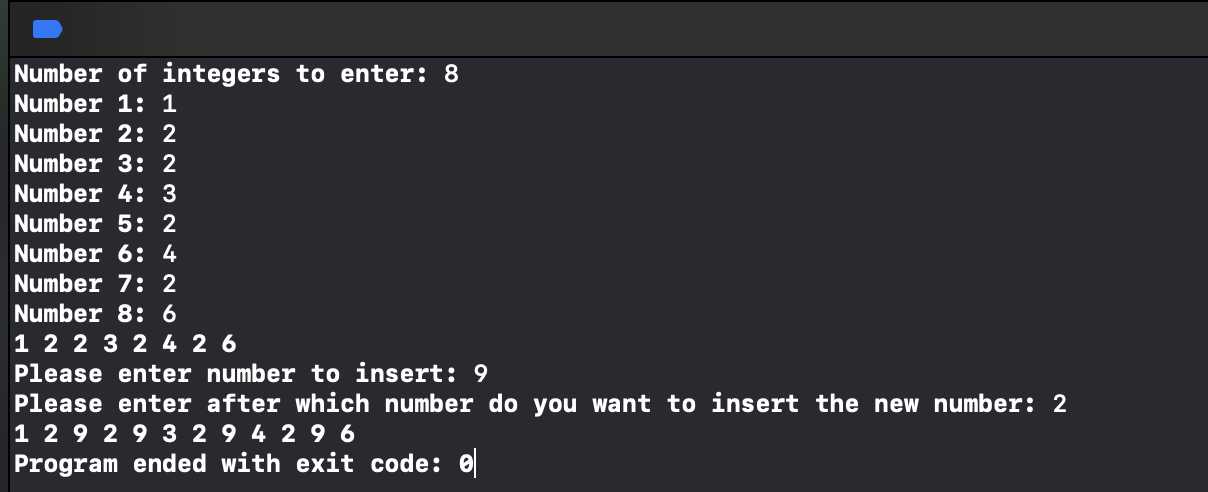 Number of integers to enter: 8
Number 1: 1
Number 2: 2
Number 3: 2
Number 4: 3
Number 5: 2
Number 6: 4
Number 7: 2
Number 8: 6
1 2 2 3 2 4 2 6
Please enter number to insert: 9
Please enter after which number do you want to insert the new number: 2
1 2 9 2 9 3 2 9 4 2 9 6
Program ended with exit code: 0